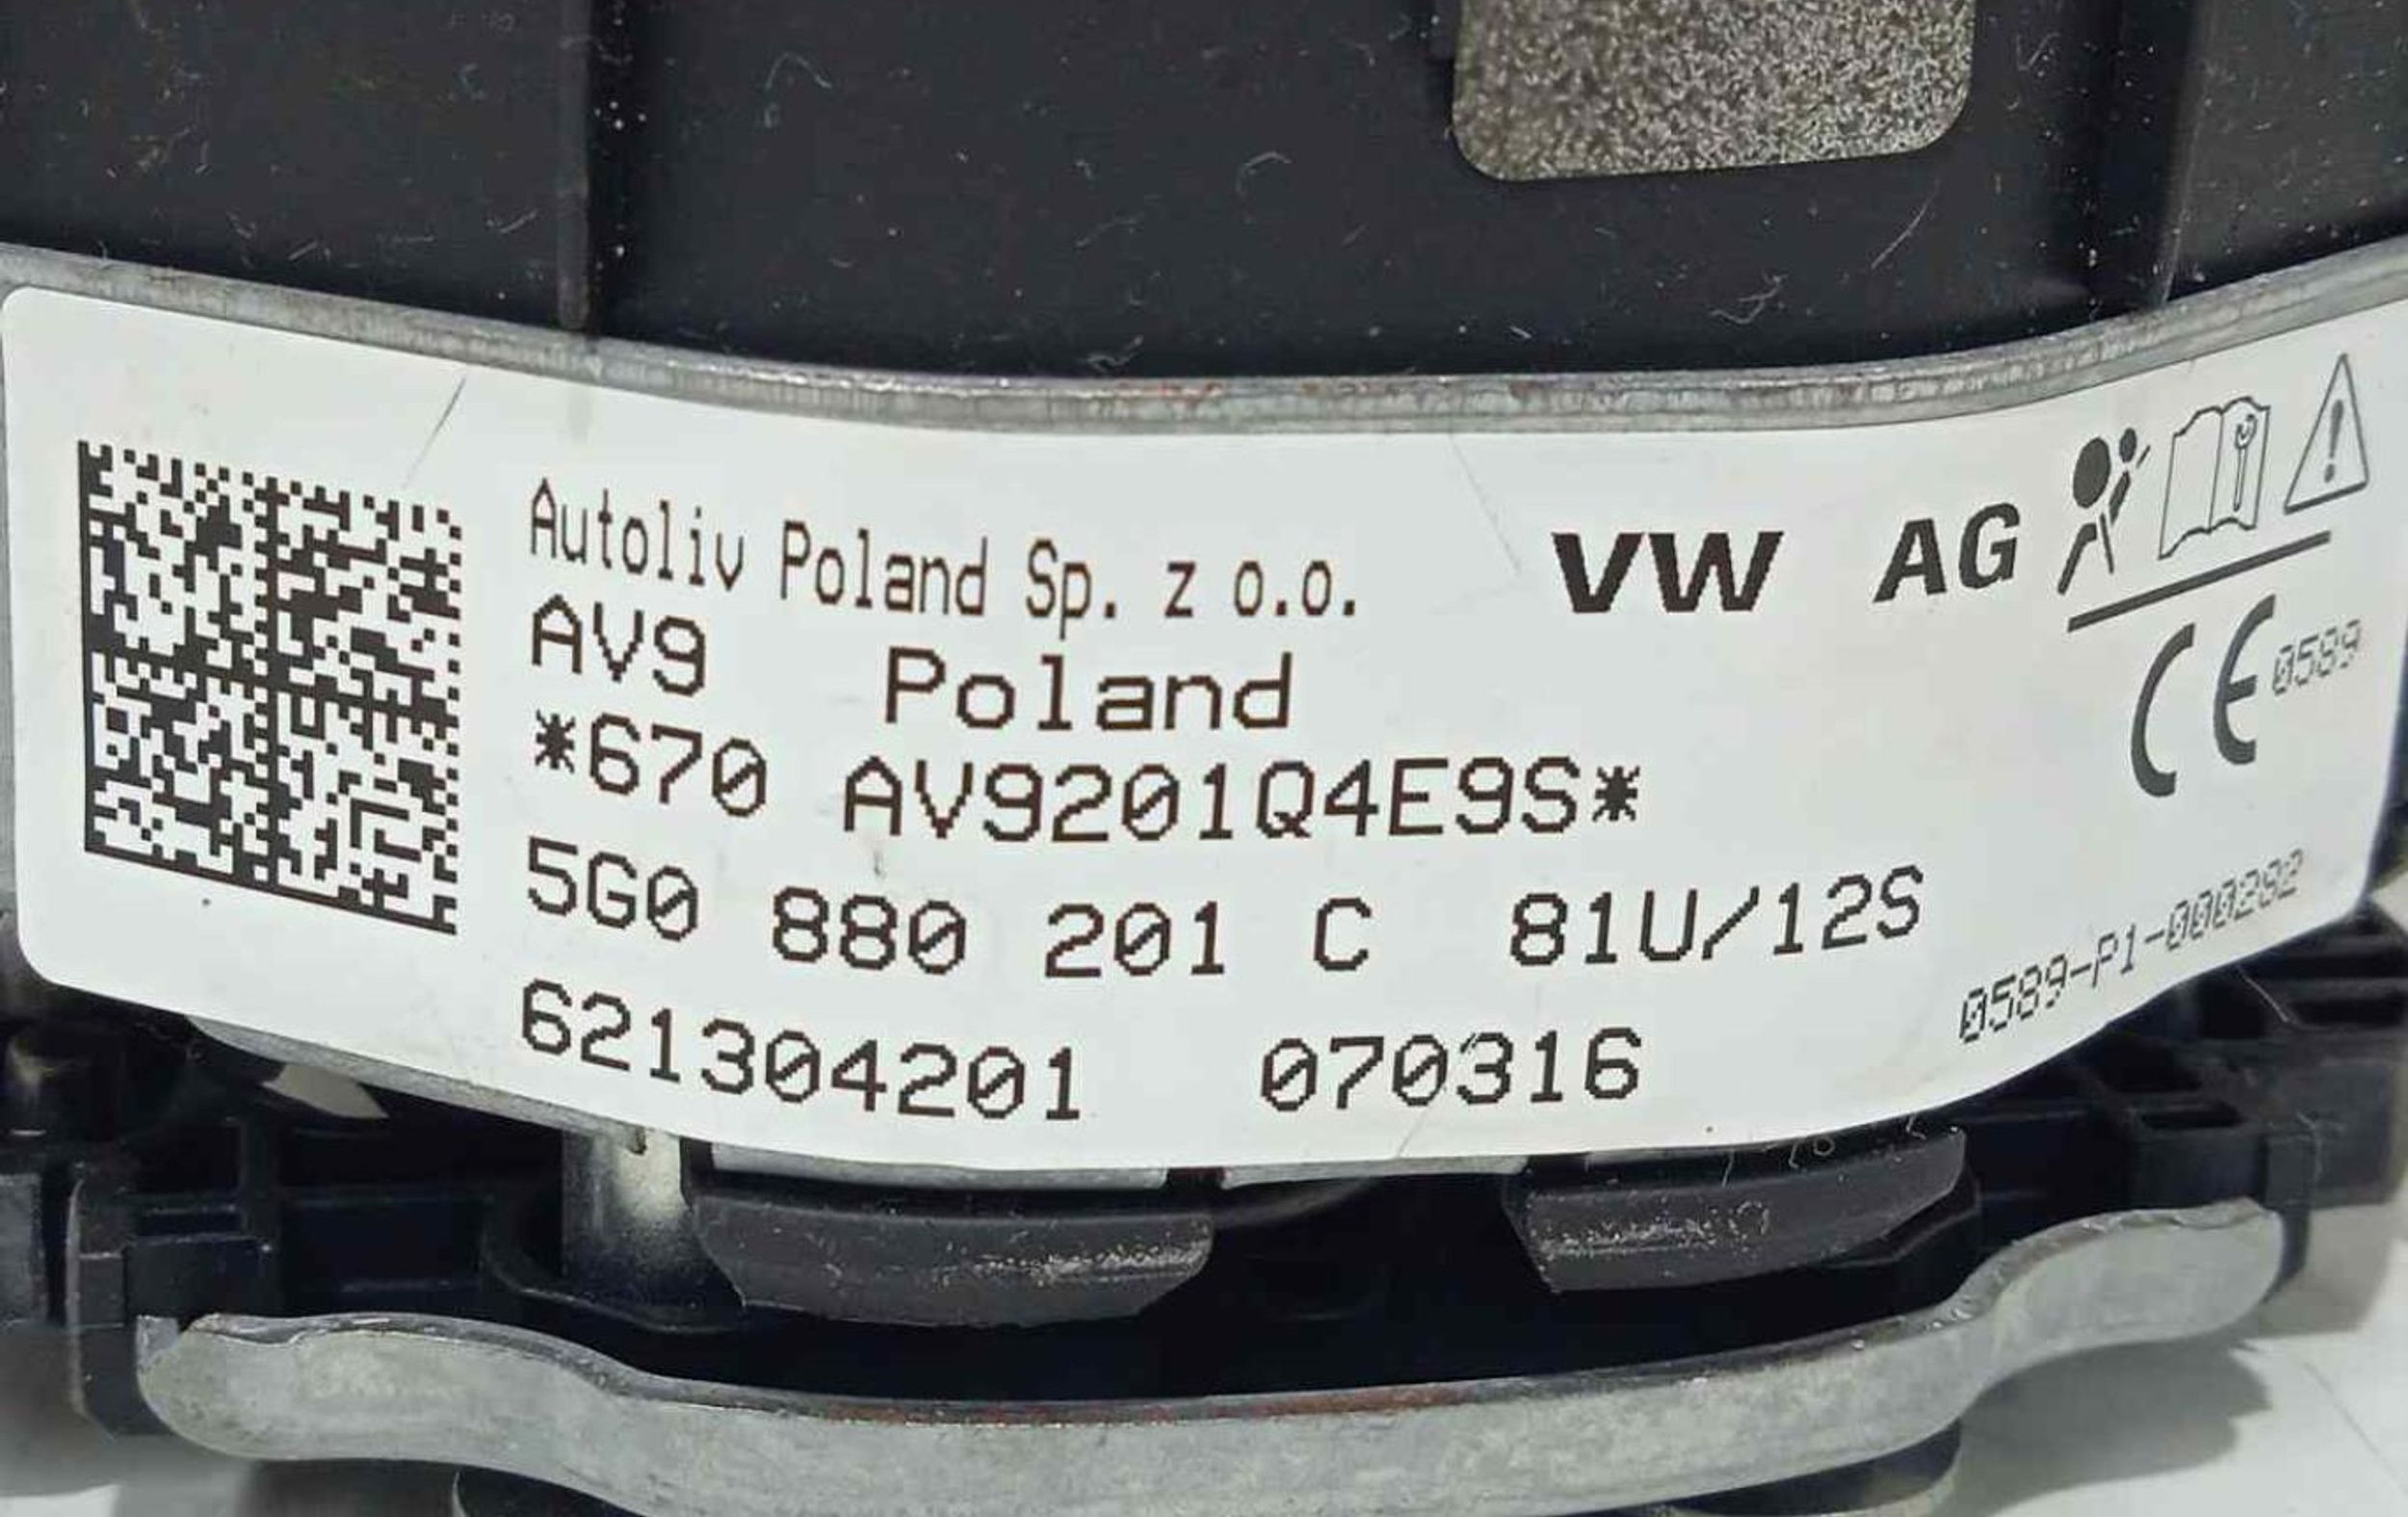 Autoliv Poland Sp. z o.o.
VW AG
AV9 Poland
CE 0589
*670 AV9201Q4E9S*
5G0 880 201 C 81U/12S
0589-P1-000282
621304201 070316